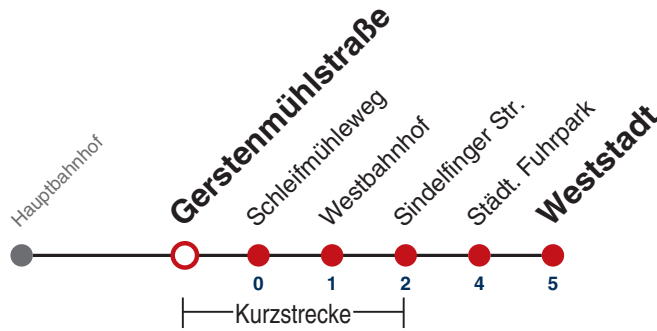 Hauptbahnhof
Gerstenmühlstraße
Schleifmühleweg
Westbahnhof
Sindelfinger Str.
Städt. Fuhrpark
Weststadt
0 1 2 4 5
Kurzstrecke